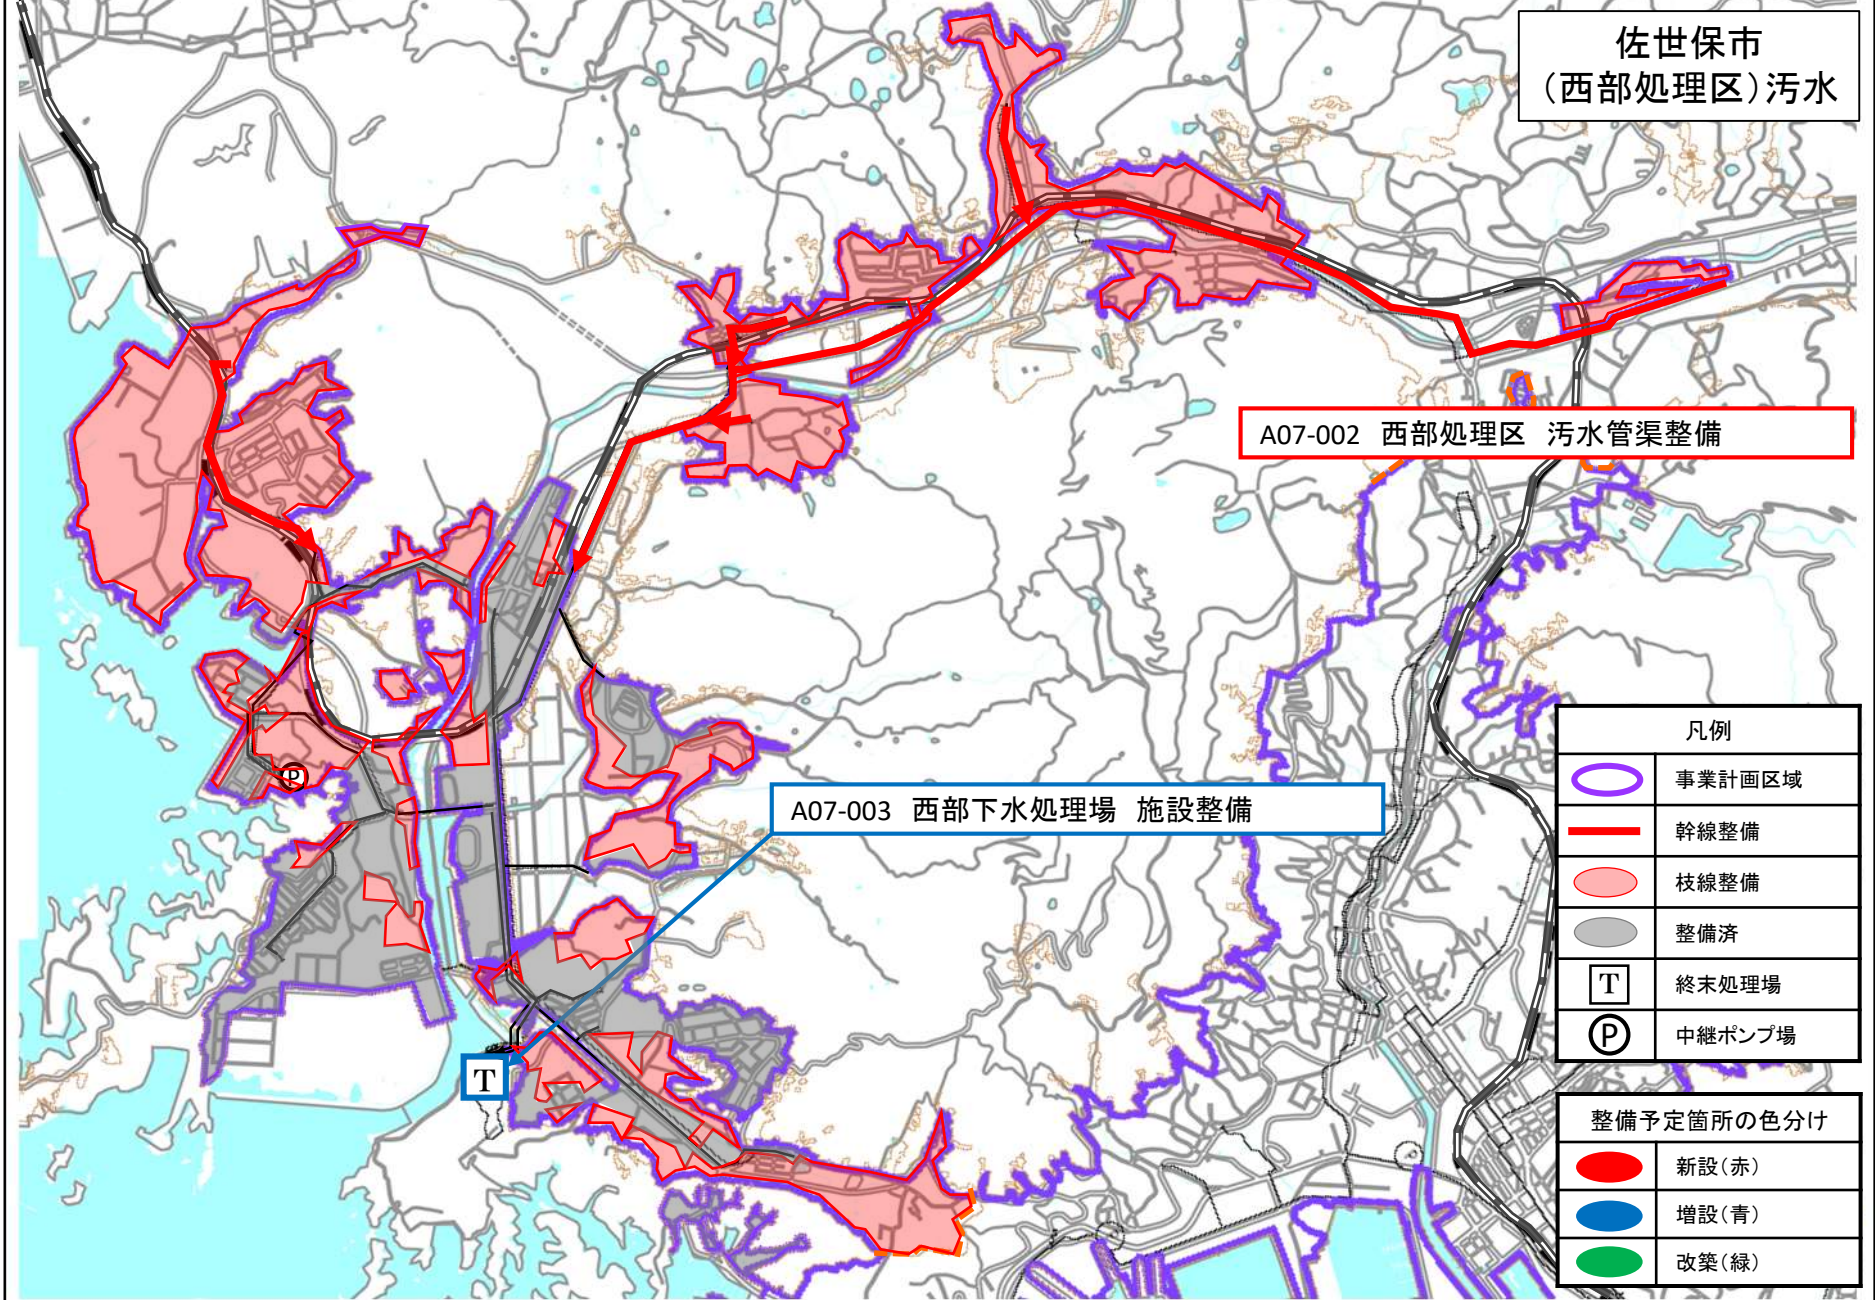 佐世保市
（西部処理区）汚水
A07-002 西部処理区 汚水管渠整備
A07-003 西部下水処理場 施設整備
P
T
凡例
事業計画区域
幹線整備
枝線整備
整備済
T 終末処理場
P 中継ポンプ場
整備予定箇所の色分け
新設（赤）
増設（青）
改築（緑）